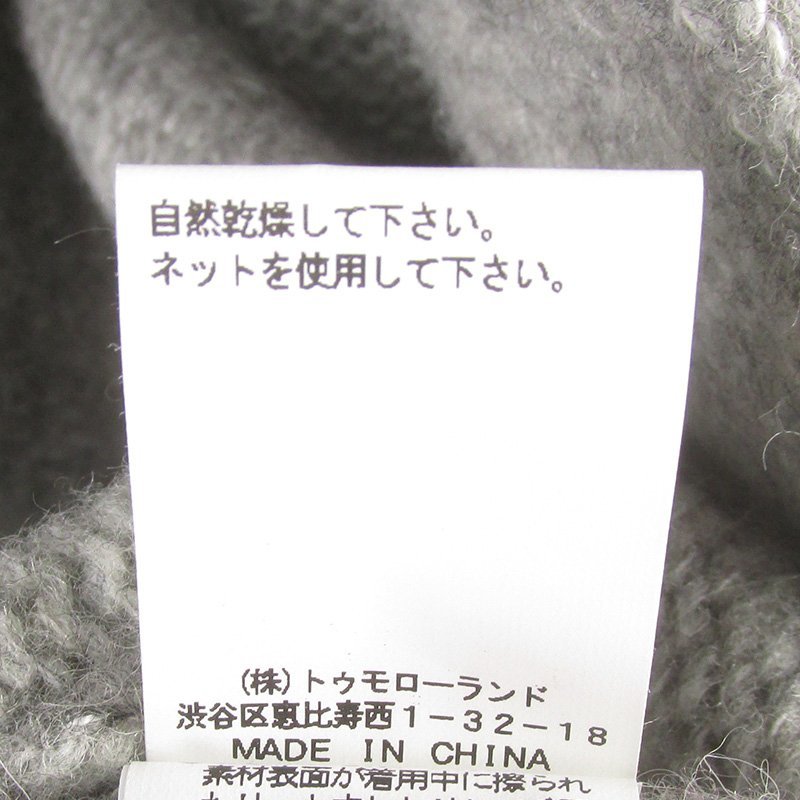 自然乾燥して下さい。
ネットを使用して下さい。
(株)トゥモローランド
渋谷区恵比寿西1-32-18
MADE IN CHINA
素材表面が着用中に擦られ